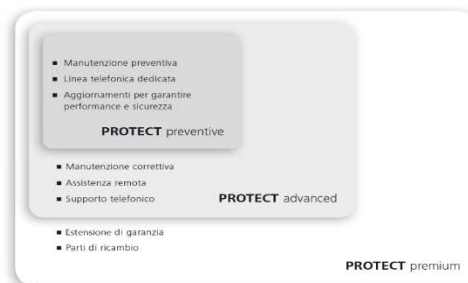 ▪ Manutenzione preventiva
▪ Linea telefonica dedicata
▪ Aggiornamenti per garantire
performance e sicurezza
PROTECT preventive
▪ Manutenzione correttiva
▪ Assistenza remota
▪ Supporto telefonico
PROTECT advanced
▪ Estensione di garanzia
▪ Parti di ricambio
PROTECT premium